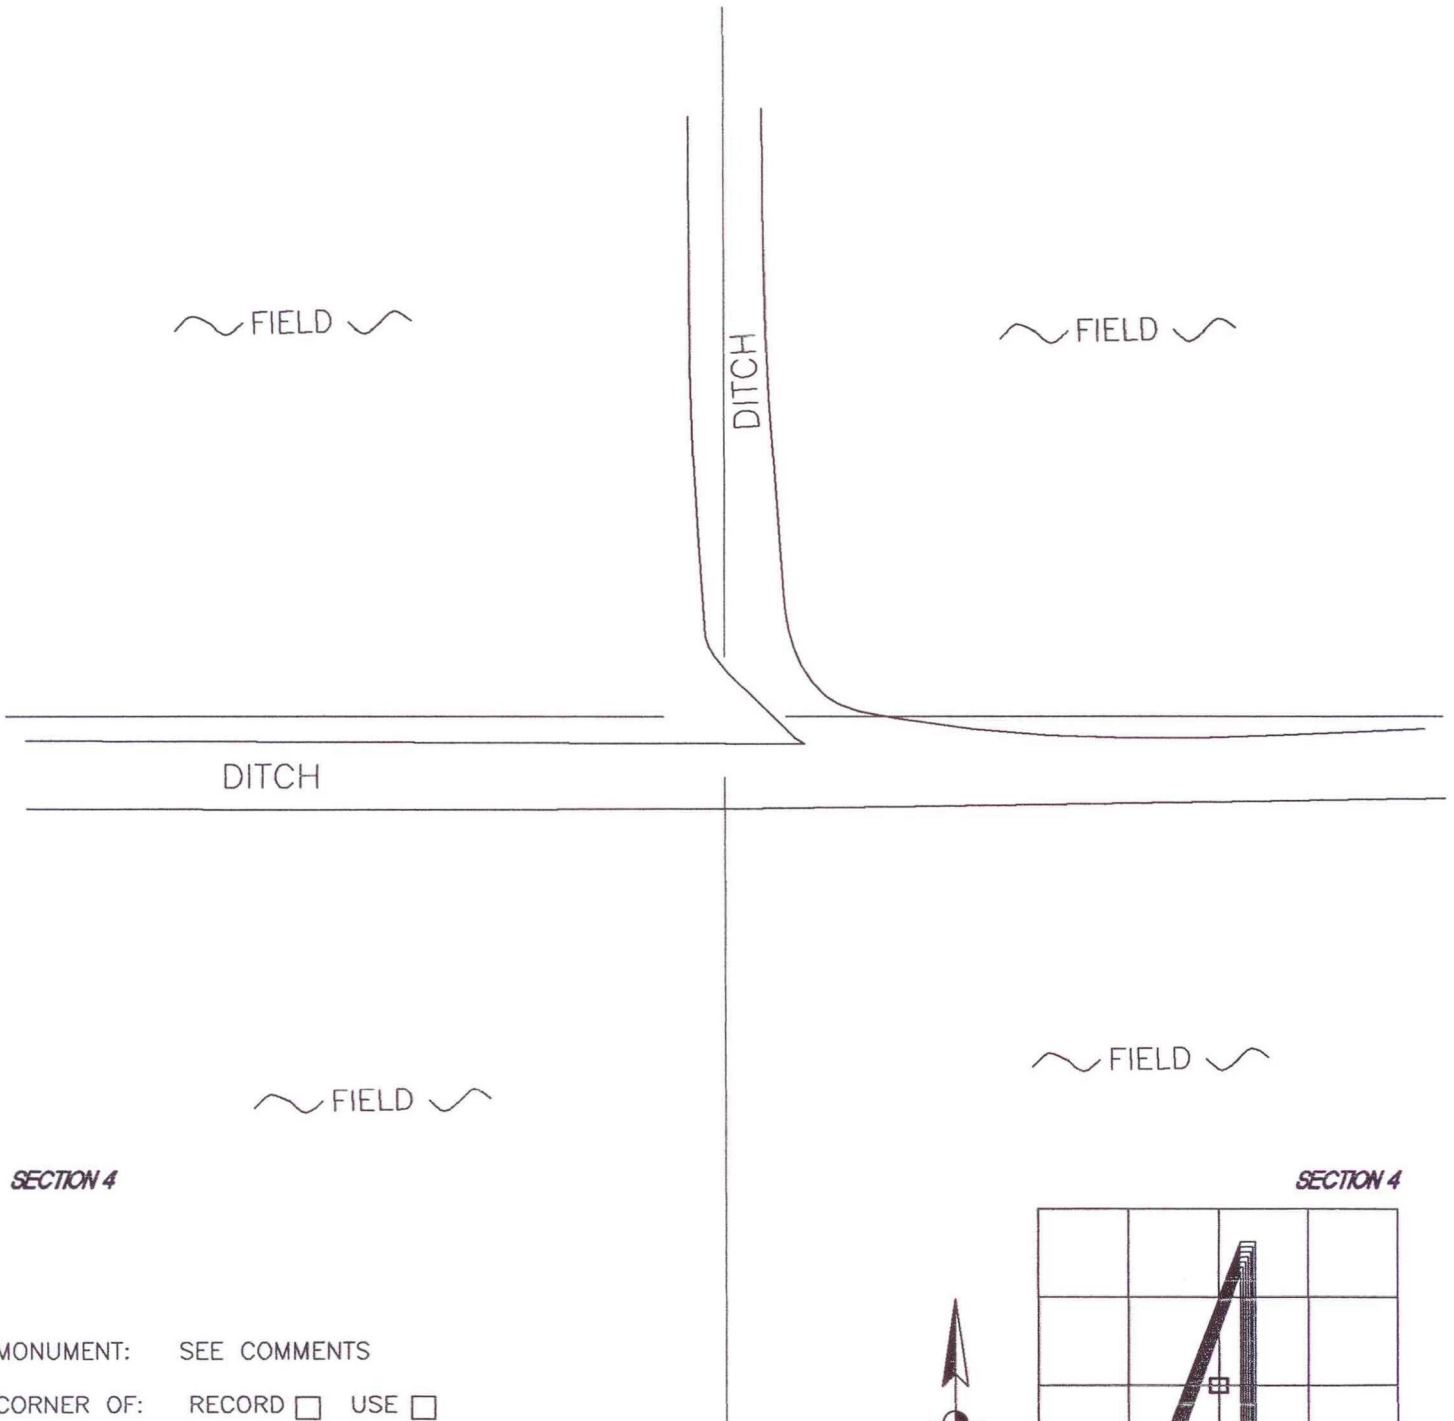 FIELD
FIELD
DITCH
DITCH
FIELD
FIELD
SECTION 4
SECTION 4
MONUMENT: SEE COMMENTS
CORNER OF: RECORD USE